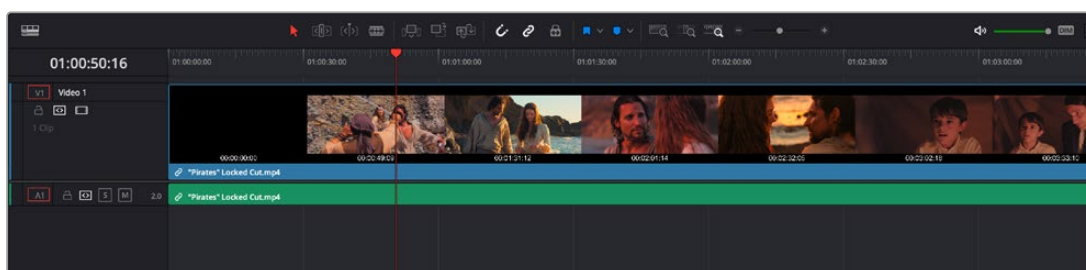 DIM
01:00:50:16
01:00:00:00
01:00:30:00
01:01:00:00
01:01:30:00
01:02:00:00
01:02:30:00
01:03:00:00
V1 Video 1
1 Clip
00:00:00:00
00:00:49:09
00:01:31:12
00:02:01:14
00:02:32:05
00:03:02:18
00:03:33:10
"Pirates" Locked Cut.mp4
A1 S M 2.0
"Pirates" Locked Cut.mp4